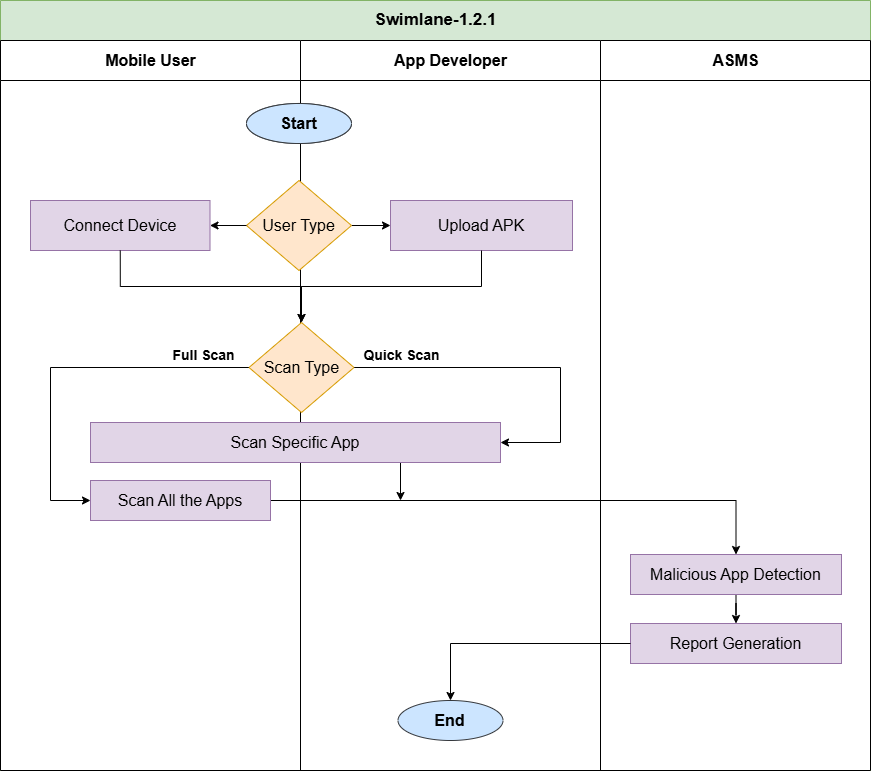 Swimlane-1.2.1
Mobile User
App Developer
ASMS
Start
Connect Device
User Type
Upload APK
Full Scan
Quick Scan
Scan Type
Scan Specific App
Scan All the Apps
Malicious App Detection
Report Generation
End